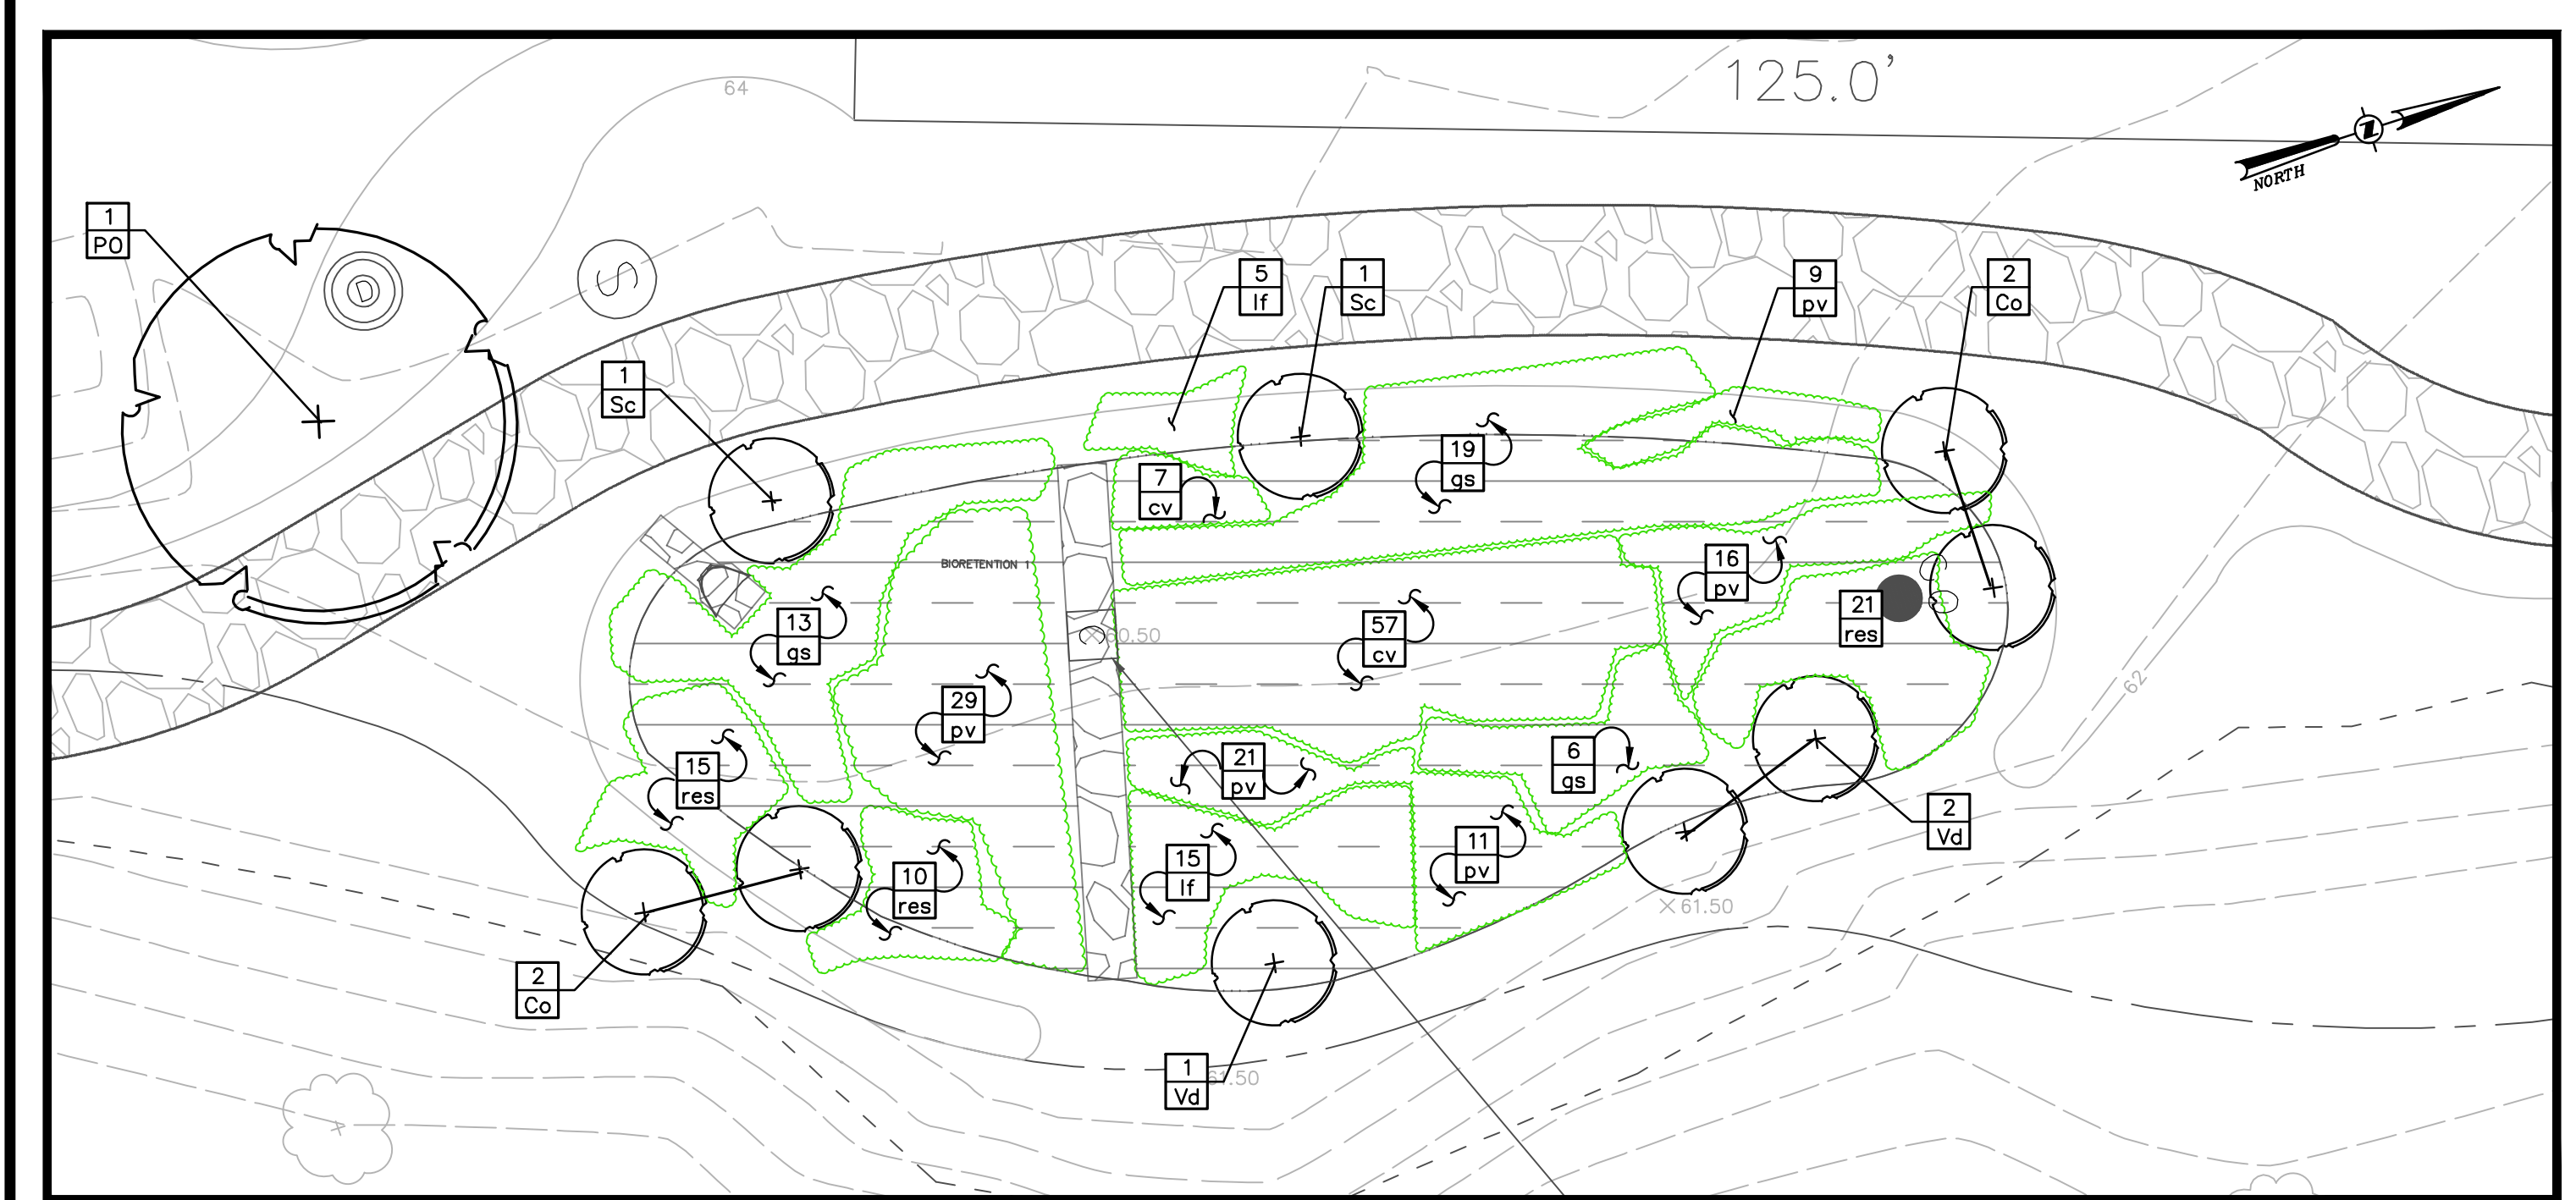 125.0'
64
NORTH
1
PO
D
S
5
lf
1
Sc
9
pv
2
Co
1
Sc
19
gs
7
cv
BIORETENTION 1
16
pv
21
res
13
gs
57
cv
60.50
62
29
pv
15
res
21
pv
6
gs
2
Vd
15
lf
11
pv
10
res
61.50
2
Co
1
Vd
61.50